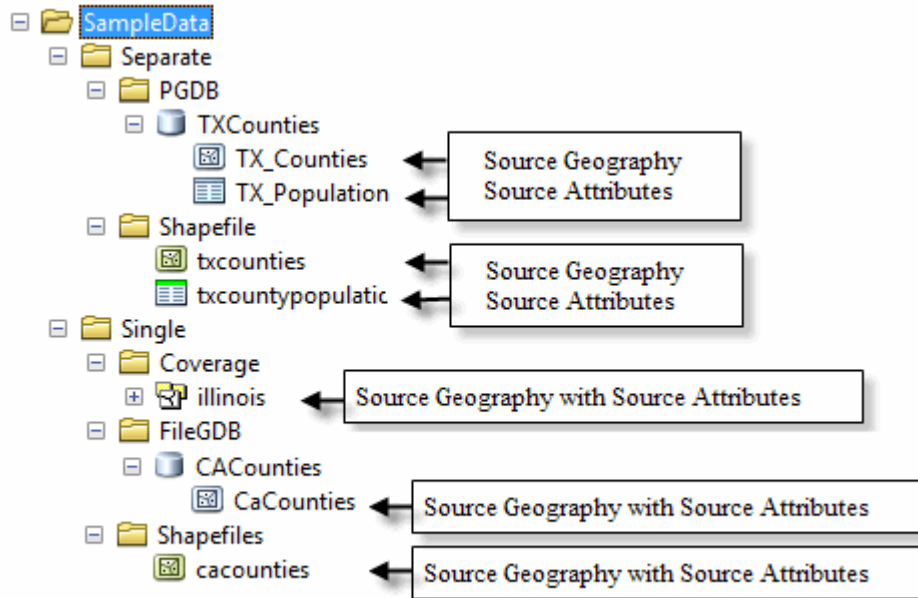 SampleData
Separate
PGDB
TXCounties
TX_Counties
TX_Population
Source Geography
Source Attributes
Shapefile
txcounties
txcountypopulatic
Source Geography
Source Attributes
Single
Coverage
illinois
Source Geography with Source Attributes
FileGDB
CACounties
CaCounties
Source Geography with Source Attributes
Shapefiles
cacounties
Source Geography with Source Attributes